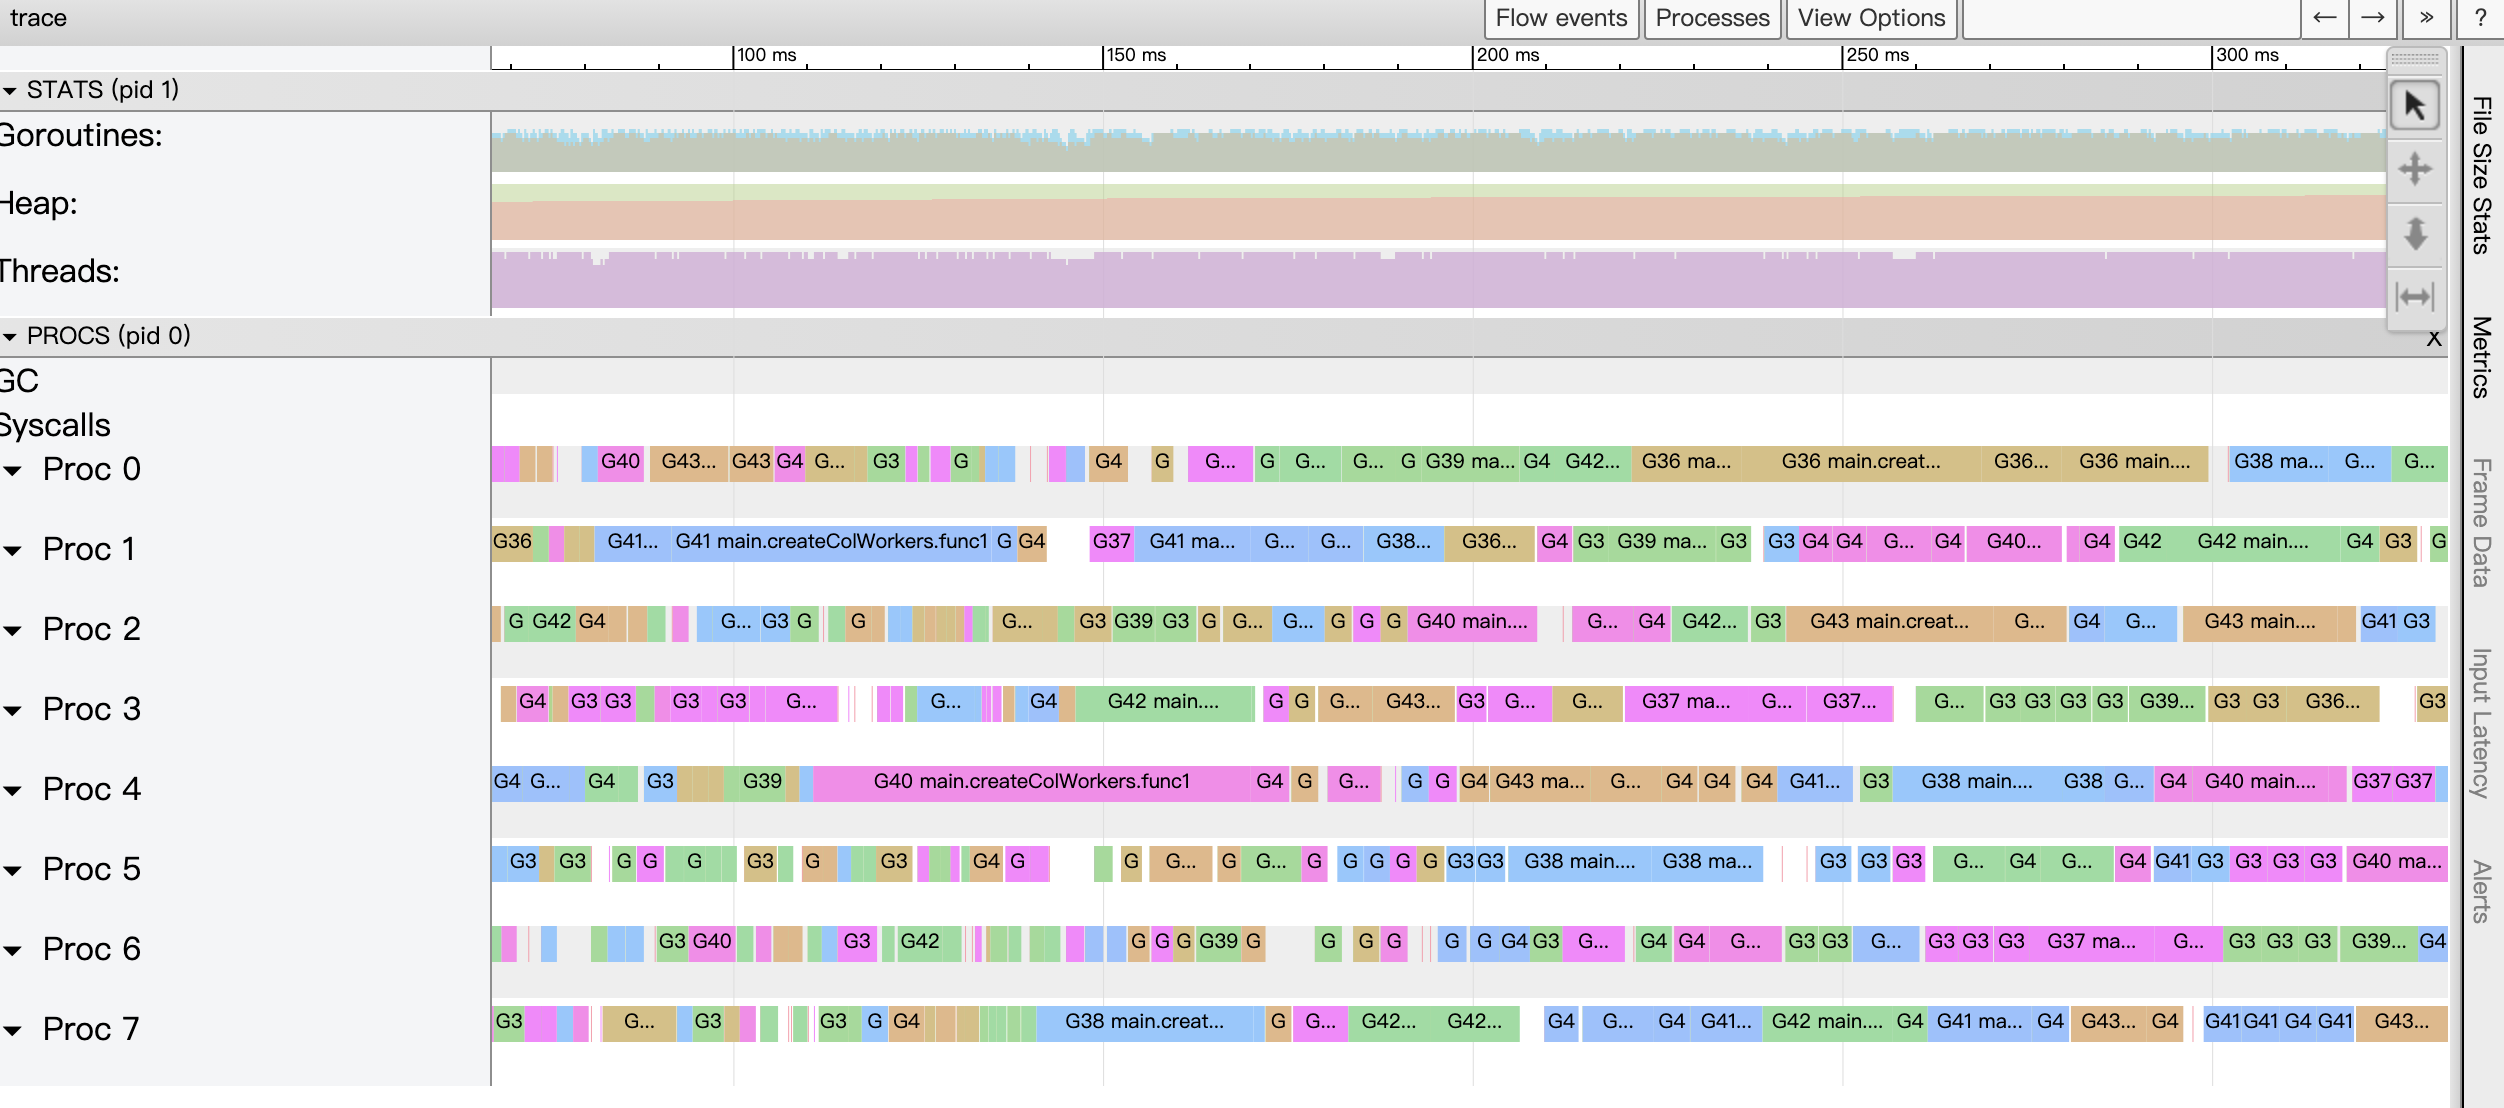 trace Flow events Processes View Options ← → » ?
100 ms 150 ms 200 ms 250 ms 300 ms
STATS (pid 1)
Goroutines:
Heap:
Threads:
PROCS (pid 0) X
GC
Syscalls
Proc 0 G40 G43... G43 G4 G... G3 G G4 G G... G G... G... G G39 ma... G4 G42... G36 ma... G36 main.creat... G36... G36 main.... G38 ma... G... G...
Proc 1 G36 G41... G41 main.createColWorkers.func1 G G4 G37 G41 ma... G... G... G38... G36... G4 G3 G39 ma... G3 G3 G4 G4 G... G4 G40... G4 G42 G42 main.... G4 G3 G
Proc 2 G G42 G4 G... G3 G G G... G3 G39 G3 G G... G... G G G G40 main.... G... G4 G42... G3 G43 main.creat... G... G4 G... G43 main.... G41 G3
Proc 3 G4 G3 G3 G3 G3 G... G... G4 G42 main.... G G G... G43... G3 G... G... G37 ma... G... G37... G... G3 G3 G3 G3 G39... G3 G3 G36... G3
Proc 4 G4 G... G4 G3 G39 G40 main.createColWorkers.func1 G4 G G... G G G4 G43 ma... G... G4 G4 G4 G41... G3 G38 main.... G38 G... G4 G40 main.... G37 G37
Proc 5 G3 G3 G G G G3 G G3 G4 G G G... G G... G G G G G G3 G3 G38 main.... G38 ma... G3 G3 G3 G... G4 G... G4 G41 G3 G3 G3 G3 G40 ma...
Proc 6 G3 G40 G3 G42 G G G G39 G G G G G G G4 G3 G... G4 G4 G... G3 G3 G... G3 G3 G3 G37 ma... G... G3 G3 G3 G39... G4
Proc 7 G3 G... G3 G3 G G4 G38 main.creat... G G... G42... G42... G4 G... G4 G41... G42 main.... G4 G41 ma... G4 G43... G4 G41 G41 G4 G41 G43...
File Size Stats
Metrics
Frame Data
Input Latency
Alerts